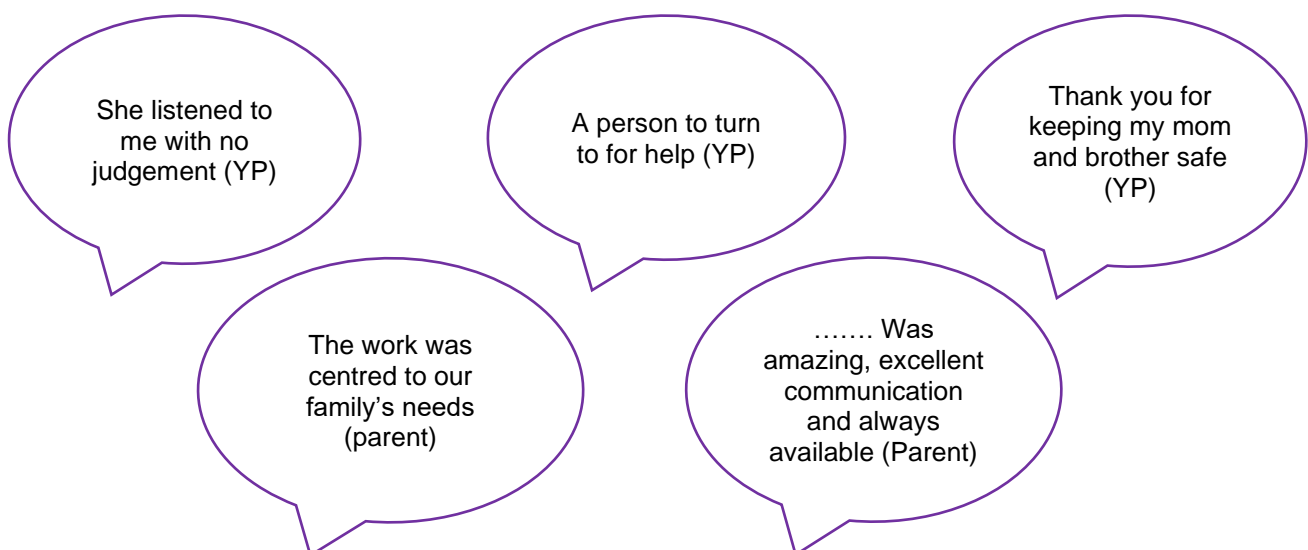 She listened to
me with no
judgement (YP)
A person to turn
to for help (YP)
Thank you for
keeping my mom
and brother safe
(YP)
The work was
centred to our
family’s needs
(parent)
……. Was
amazing, excellent
communication
and always
available (Parent)